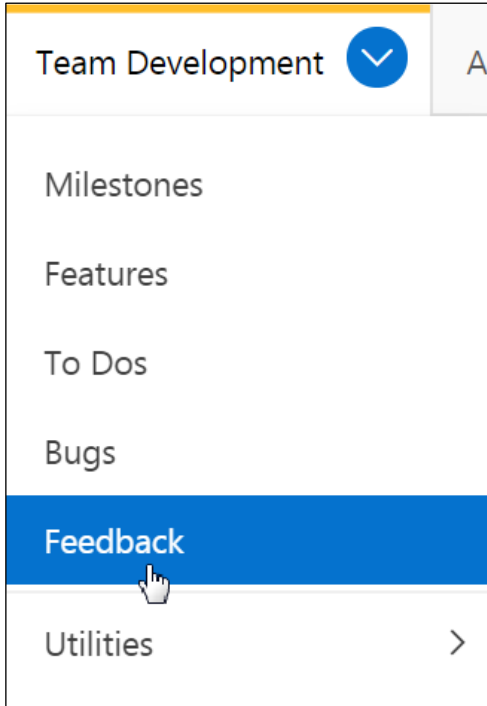 Team Development
A
Milestones
Features
To Dos
Bugs
Feedback
Utilities